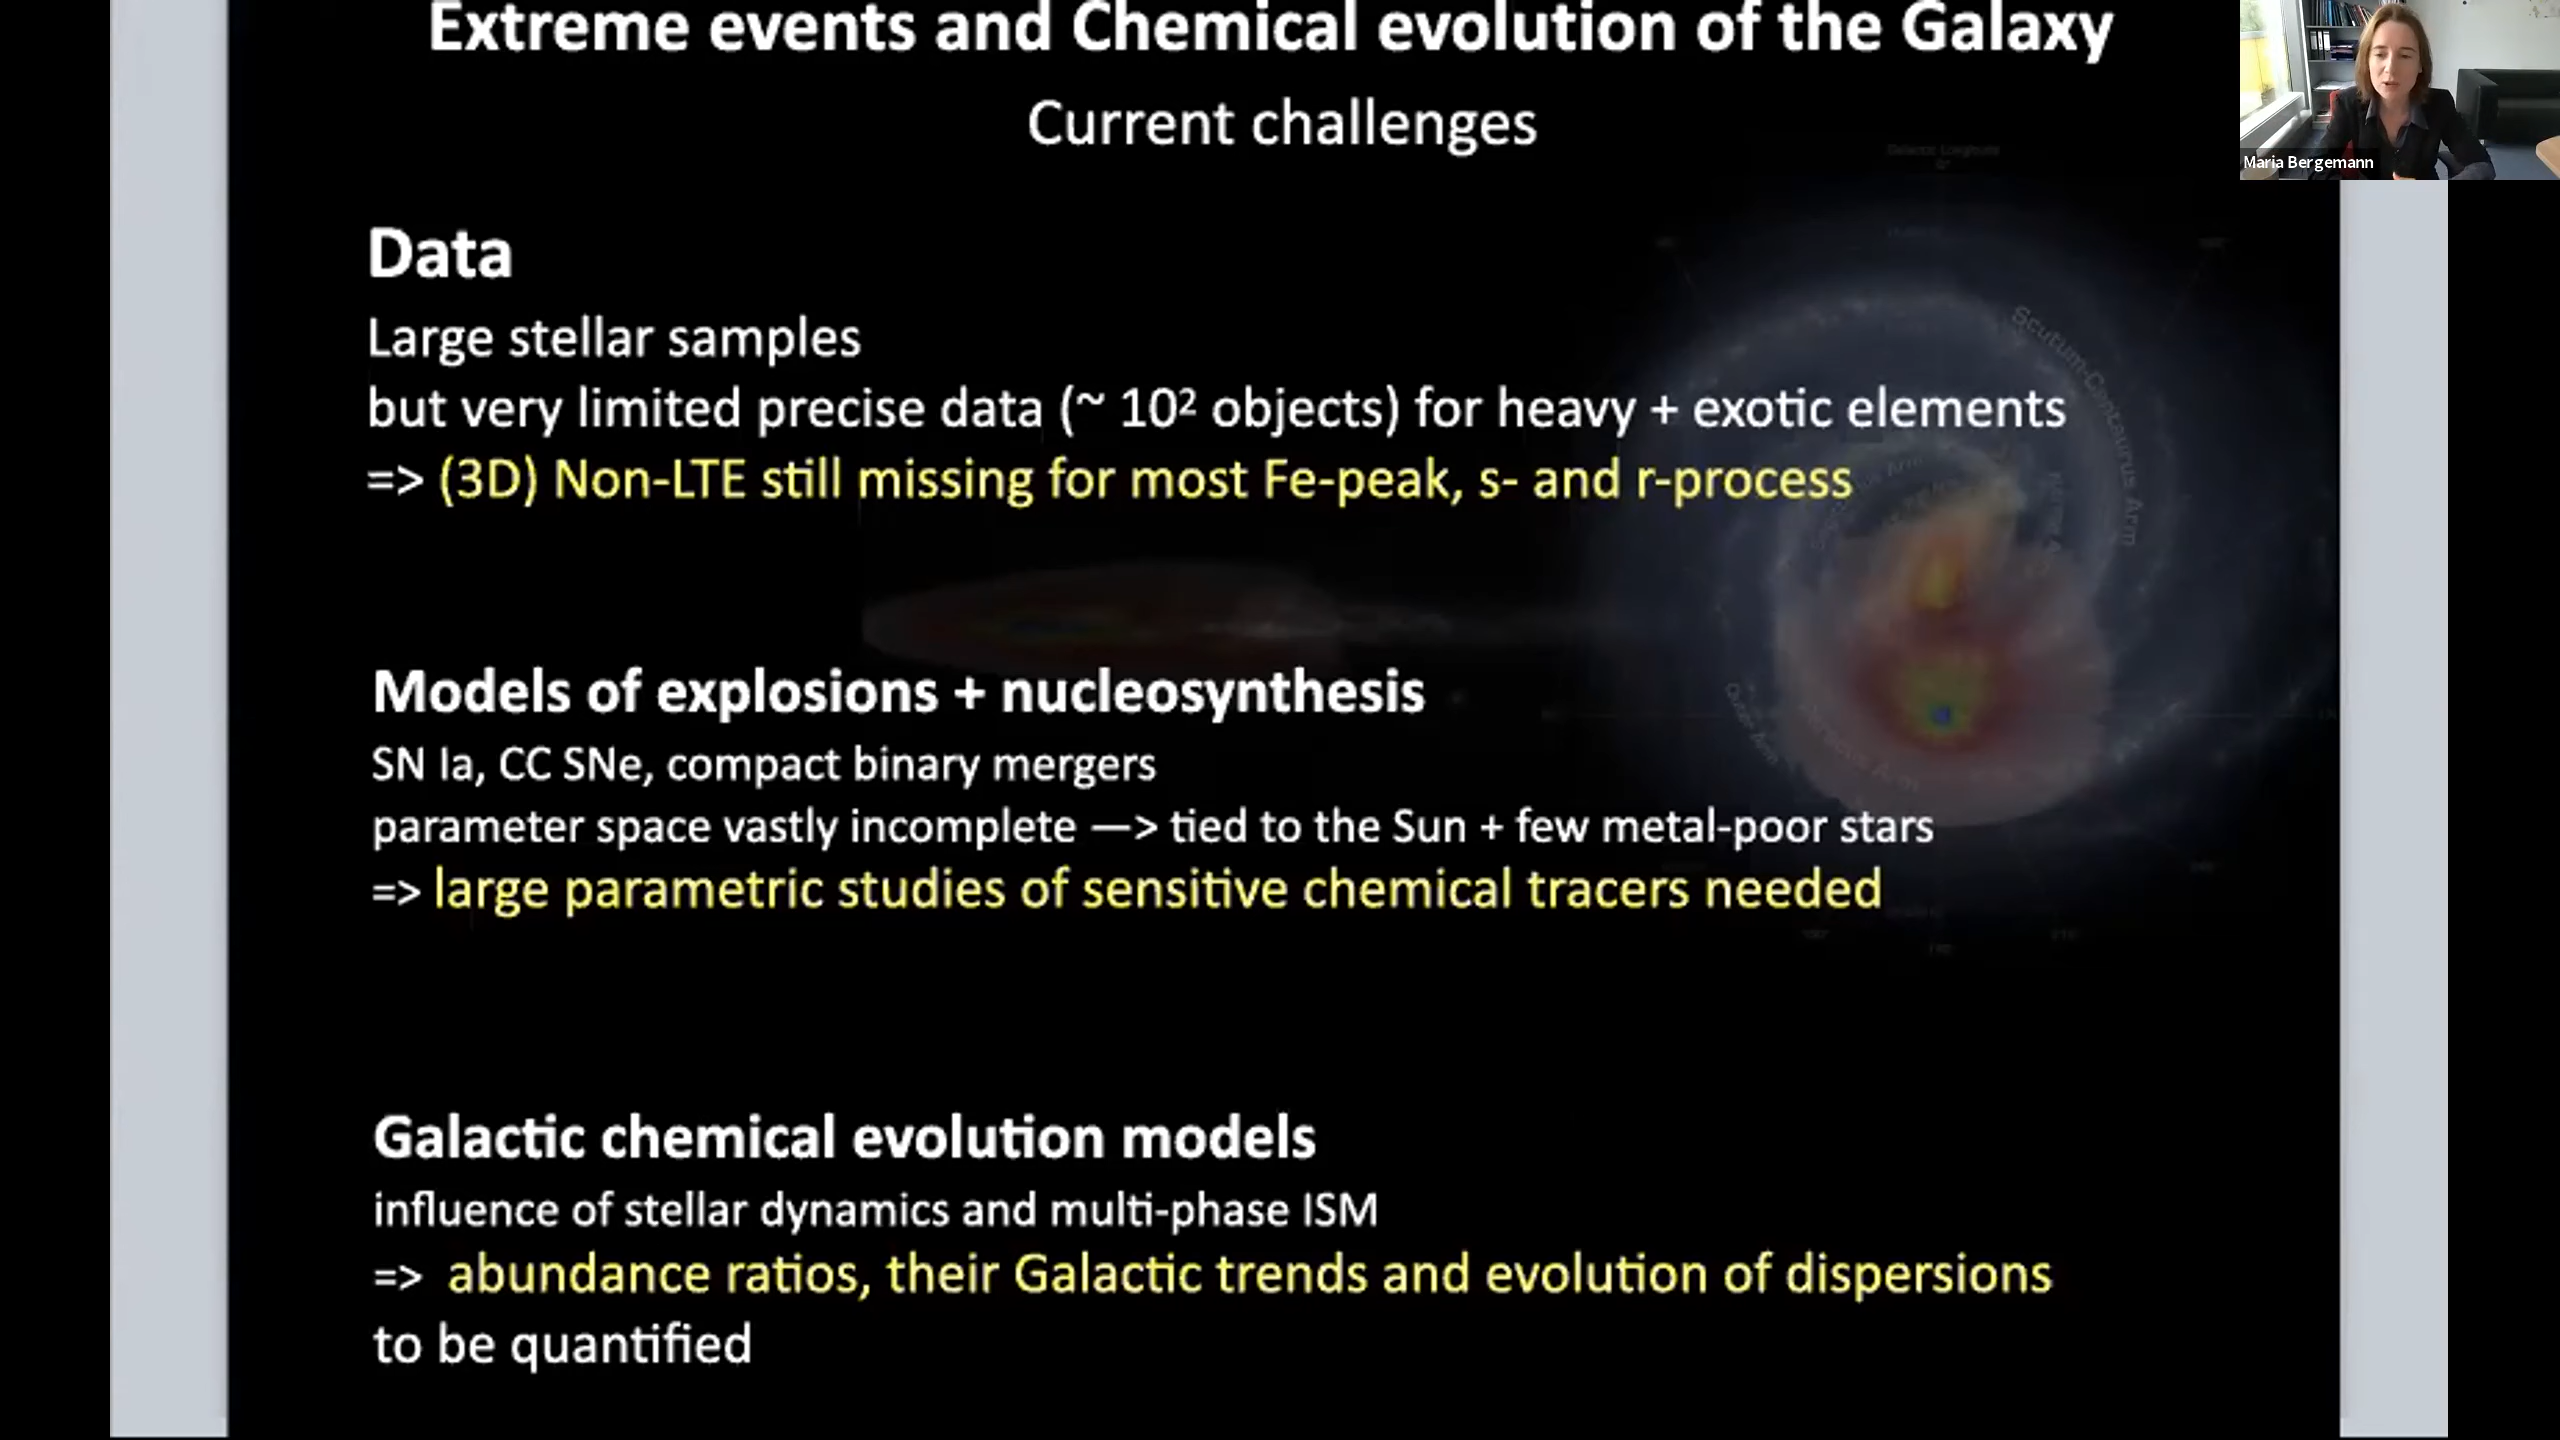 Extreme events and Chemical evolution of the Galaxy
Current challenges
Maria Bergemann
Data
Large stellar samples
but very limited precise data (~ 10² objects) for heavy + exotic elements
=> (3D) Non-LTE still missing for most Fe-peak, s- and r-process
Scutum-Centaurus Arm
Models of explosions + nucleosynthesis
SN Ia, CC SNe, compact binary mergers
parameter space vastly incomplete —> tied to the Sun + few metal-poor stars
=> large parametric studies of sensitive chemical tracers needed
Galactic chemical evolution models
influence of stellar dynamics and multi-phase ISM
=> abundance ratios, their Galactic trends and evolution of dispersions
to be quantified